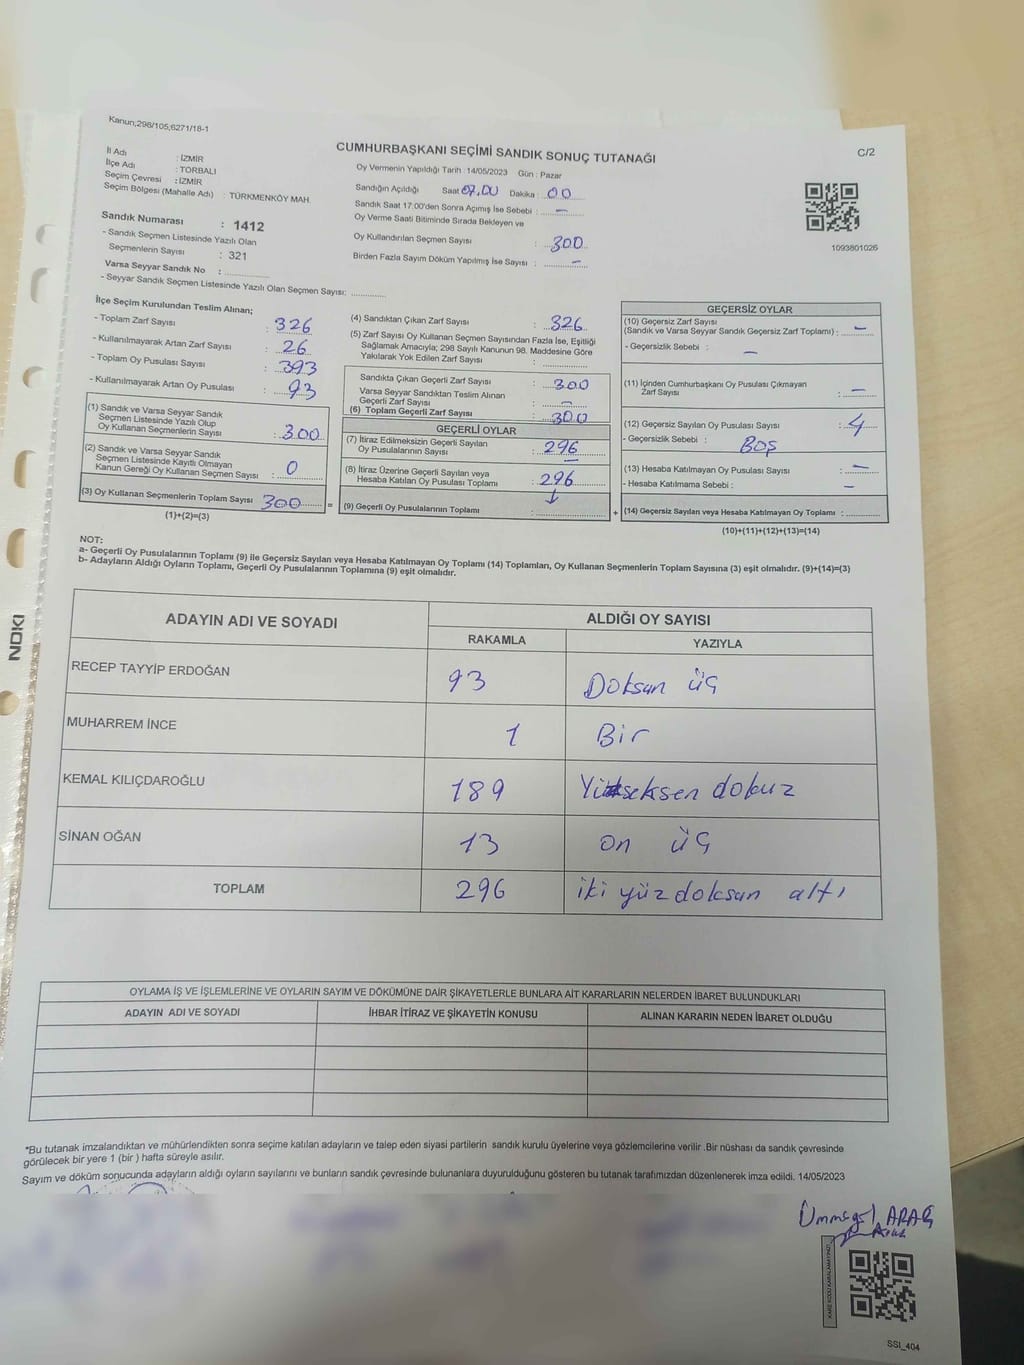 Kanun;298/105;6271/18-1
CUMHURBAŞKANI SEÇİMİ SANDIK SONUÇ TUTANAĞI
C/2
İl Adı : İZMİR
İlçe Adı : TORBALI
Seçim Çevresi : İZMİR
Seçim Bölgesi (Mahalle Adı) : TÜRKMENKÖY MAH.
Sandık Numarası : 1412
- Sandık Seçmen Listesinde Yazılı Olan
Seçmenlerin Sayısı : 321
Varsa Seyyar Sandık No :
- Seyyar Sandık Seçmen Listesinde Yazılı Olan Seçmen Sayısı:
Oy Vermenin Yapıldığı Tarih :14/05/2023 Gün : Pazar
Sandığın Açıldığı Saat 07.00 Dakika : 00
Sandık Saat 17:00'den Sonra Açımış İse Sebebi : —
Oy Verme Saati Bitiminde Sırada Bekleyen ve
Oy Kullandırılan Seçmen Sayısı : 300
Birden Fazla Sayım Döküm Yapılmış İse Sayısı : —
1093801026
İlçe Seçim Kurulundan Teslim Alınan;
- Toplam Zarf Sayısı : 326
- Kullanılmayarak Artan Zarf Sayısı : 26
- Toplam Oy Pusulası Sayısı : 393
- Kullanılmayarak Artan Oy Pusulası : 93
(1) Sandık ve Varsa Seyyar Sandık
Seçmen Listesinde Yazılı Olup
Oy Kullanan Seçmenlerin Sayısı : 300
(2) Sandık ve Varsa Seyyar Sandık
Seçmen Listesinde Kayıtlı Olmayan
Kanun Gereği Oy Kullanan Seçmen Sayısı : 0
(3) Oy Kullanan Seçmenlerin Toplam Sayısı 300 =
(1)+(2)=(3)
(4) Sandıktan Çıkan Zarf Sayısı : 326
(5) Zarf Sayısı Oy Kullanan Seçmen Sayısından Fazla İse, Eşitliği
Sağlamak Amacıyla; 298 Sayılı Kanunun 98. Maddesine Göre
Yakılarak Yok Edilen Zarf Sayısı :
Sandıkta Çıkan Geçerli Zarf Sayısı : 300
Varsa Seyyar Sandıktan Teslim Alınan
Geçerli Zarf Sayısı : —
(6) Toplam Geçerli Zarf Sayısı : 300
GEÇERLİ OYLAR
(7) İtiraz Edilmeksizin Geçerli Sayılan
Oy Pusulasının Sayısı : 296
(8) İtiraz Üzerine Geçerli Sayılan veya
Hesaba Katılan Oy Pusulası Toplamı : 296
(9) Geçerli Oy Pusulalarının Toplamı : +
GEÇERSİZ OYLAR
(10) Geçersiz Zarf Sayısı
(Sandık ve Varsa Seyyar Sandık Geçersiz Zarf Toplamı) : —
- Geçersizlik Sebebi : —
(11) İçinden Cumhurbaşkanı Oy Pusulası Çıkmayan
Zarf Sayısı : —
(12) Geçersiz Sayılan Oy Pusulası Sayısı : 4
- Geçersizlik Sebebi : BOŞ
(13) Hesaba Katılmayan Oy Pusulası Sayısı : —
- Hesaba Katılmama Sebebi : —
(14) Geçersiz Sayılan veya Hesaba Katılmayan Oy Toplamı :
(10)+(11)+(12)+(13)=(14)
NOT:
a- Geçerli Oy Pusulalarının Toplamı (9) ile Geçersiz Sayılan veya Hesaba Katılmayan Oy Toplamı (14) Toplamları, Oy Kullanan Seçmenlerin Toplam Sayısına (3) eşit olmalıdır. (9)+(14)=(3)
b- Adayların Aldığı Oyların Toplamı, Geçerli Oy Pusulalarının Toplamına (9) eşit olmalıdır.
ADAYIN ADI VE SOYADI
ALDIĞI OY SAYISI
RAKAMLA YAZIYLA
RECEP TAYYİP ERDOĞAN 93 Doksan üç
MUHARREM İNCE 1 Bir
KEMAL KILIÇDAROĞLU 189 Yüzseksen dokuz
SİNAN OĞAN 13 on üç
TOPLAM 296 iki yüz doksan altı
OYLAMA İŞ VE İŞLEMLERİNE VE OYLARIN SAYIM VE DÖKÜMÜNE DAİR ŞİKAYETLERLE BUNLARA AİT KARARLARIN NELERDEN İBARET BULUNDUKLARI
ADAYIN ADI VE SOYADI İHBAR İTİRAZ VE ŞİKAYETİN KONUSU ALINAN KARARIN NEDEN İBARET OLDUĞU
*Bu tutanak imzalandıktan ve mühürlendikten sonra seçime katılan adayların ve talep eden siyasi partilerin sandık kurulu üyelerine veya gözlemcilerine verilir .Bir nüshası da sandık çevresinde
görülecek bir yere 1 (bir ) hafta süreyle asılır.
Sayım ve döküm sonucunda adayların aldığı oyların sayılarını ve bunların sandık çevresinde bulunanlara duyurulduğunu gösteren bu tutanak tarafımızdan düzenlenerek imza edildi. 14/05/2023
Ümmegül ARAÇ
KARE KODU KARALAMAYINIZ!
SSI_404
NOKI